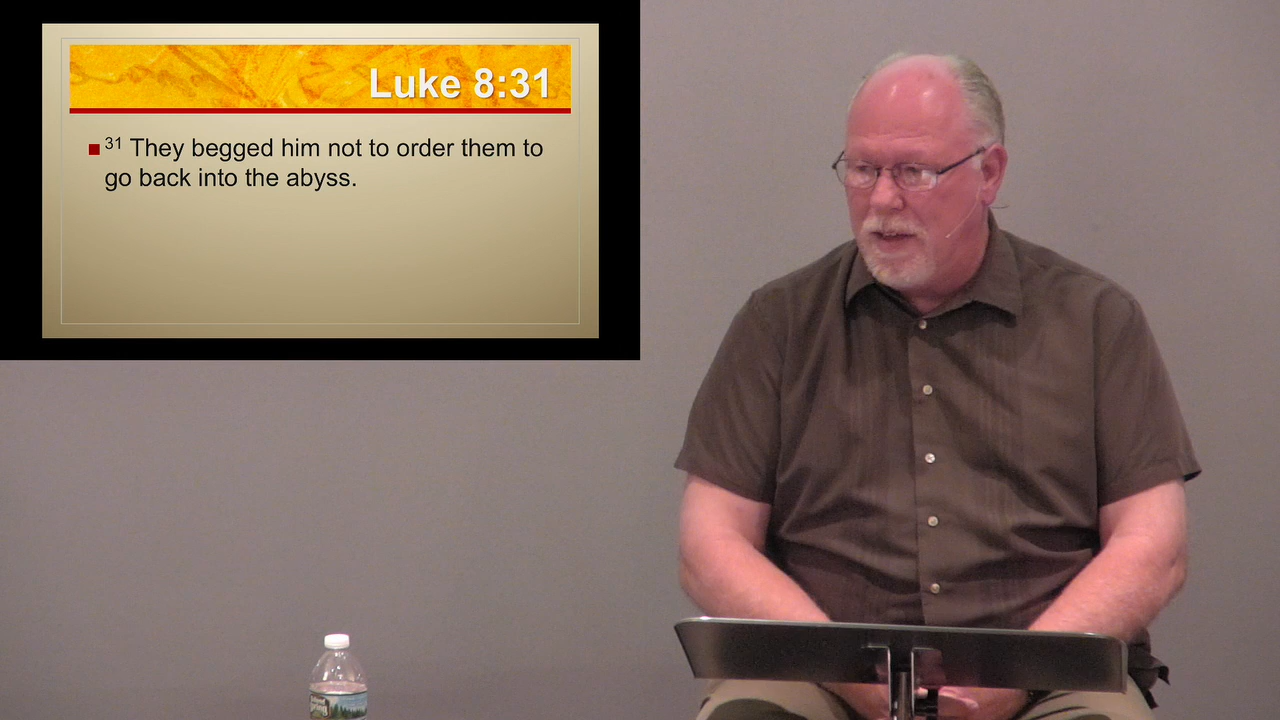 Luke 8:31
31 They begged him not to order them to
go back into the abyss.